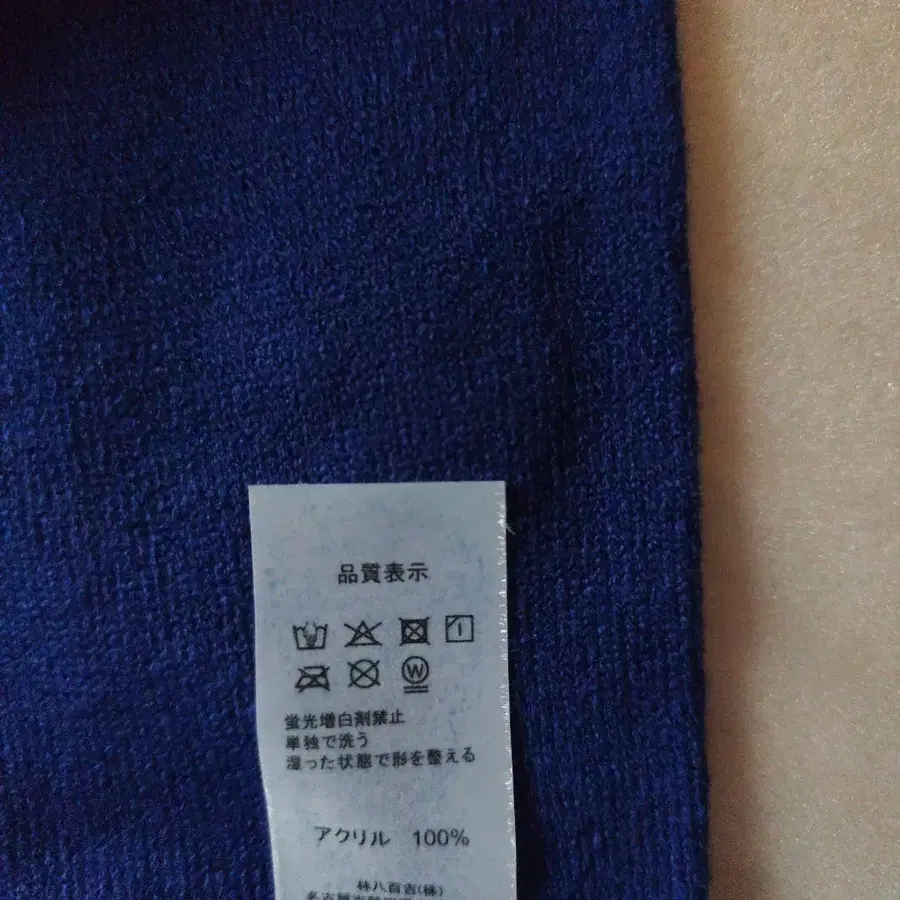 品質表示
W
蛍光増白剤禁止
単独で洗う
湿った状態で形を整える
アクリル 100%
株八百吉(株)